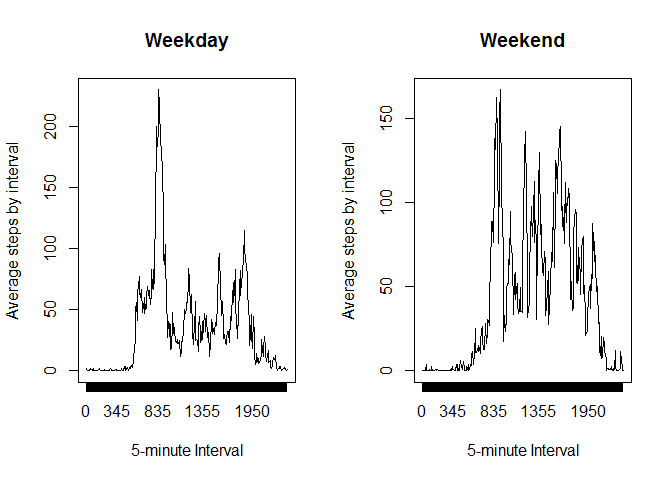 Weekday
Average steps by interval
200
150
100
50
0
0 345 835 1355 1950
5-minute Interval
Weekend
Average steps by interval
150
100
50
0
0 345 835 1355 1950
5-minute Interval